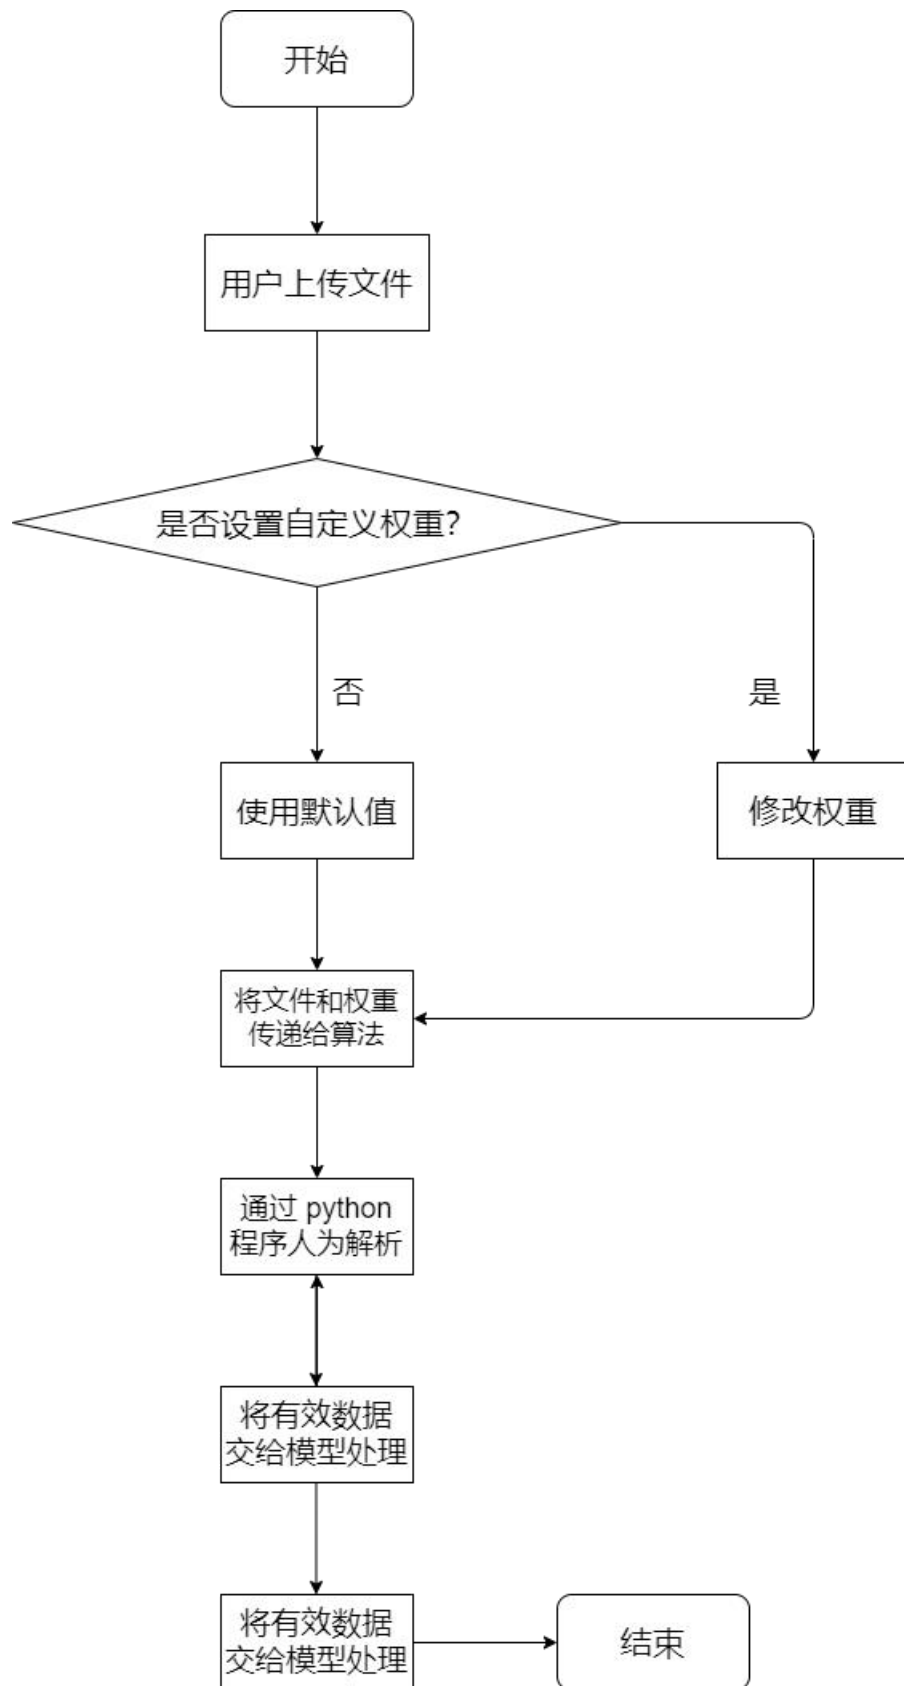 开始
用户上传文件
是否设置自定义权重?
否
是
使用默认值
修改权重
将文件和权重
传递给算法
通过 python
程序人为解析
将有效数据
交给模型处理
将有效数据
交给模型处理
结束